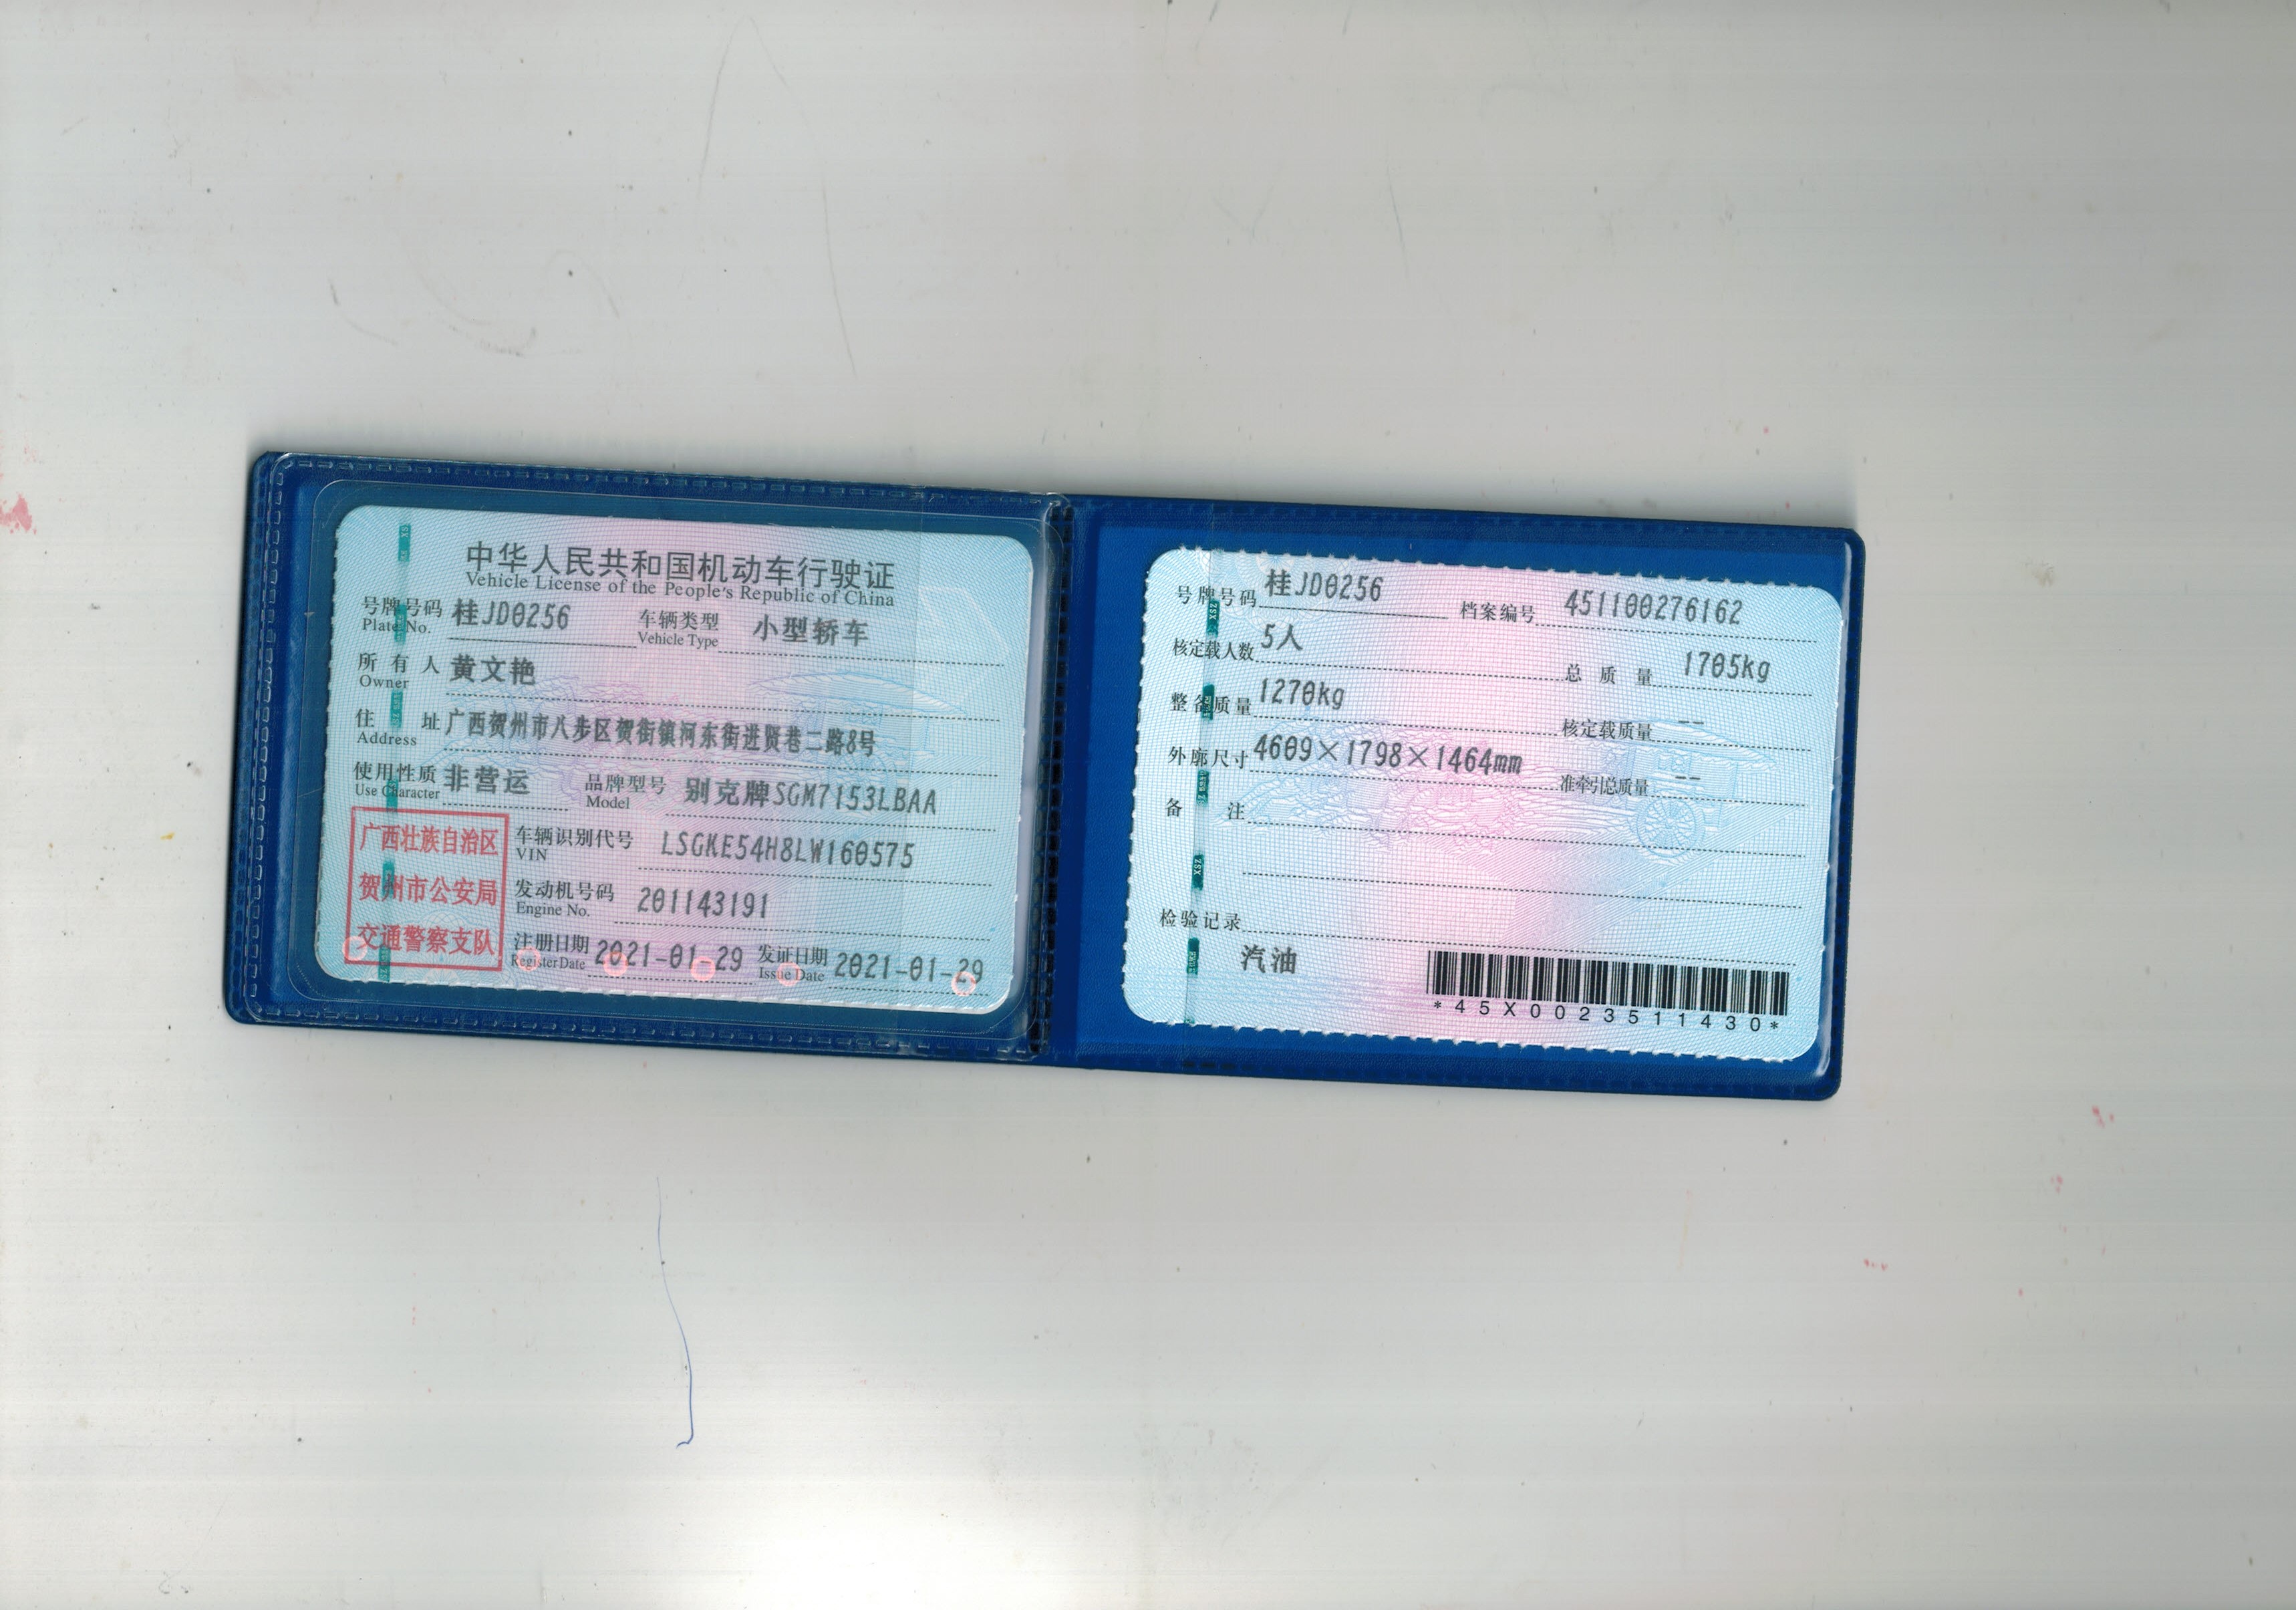 中华人民共和国机动车行驶证
Vehicle License of the People's Republic of China
号牌号码 桂JD0256 车辆类型 小型轿车
Plate No. Vehicle Type
所有人 黄文艳
Owner
住址 广西贺州市八步区贺街镇河东街进贤巷二路8号
Address
使用性质 非营运 品牌型号 别克牌SGM7153LBAA
Use Character Model
广西壮族自治区
贺州市公安局
交通警察支队
车辆识别代号 LSGKE54H8LW160575
VIN
发动机号码 201143191
Engine No.
注册日期 2021-01-29 发证日期 2021-01-29
Register Date Issue Date
号牌号码 桂JD0256 档案编号 451100276162
核定载人数 5人 总质量 1705kg
整备质量 1270kg 核定载质量 --
外廓尺寸 4609×1798×1464mm 准牵引总质量 --
备注
检验记录
汽油
*45X0023511430*